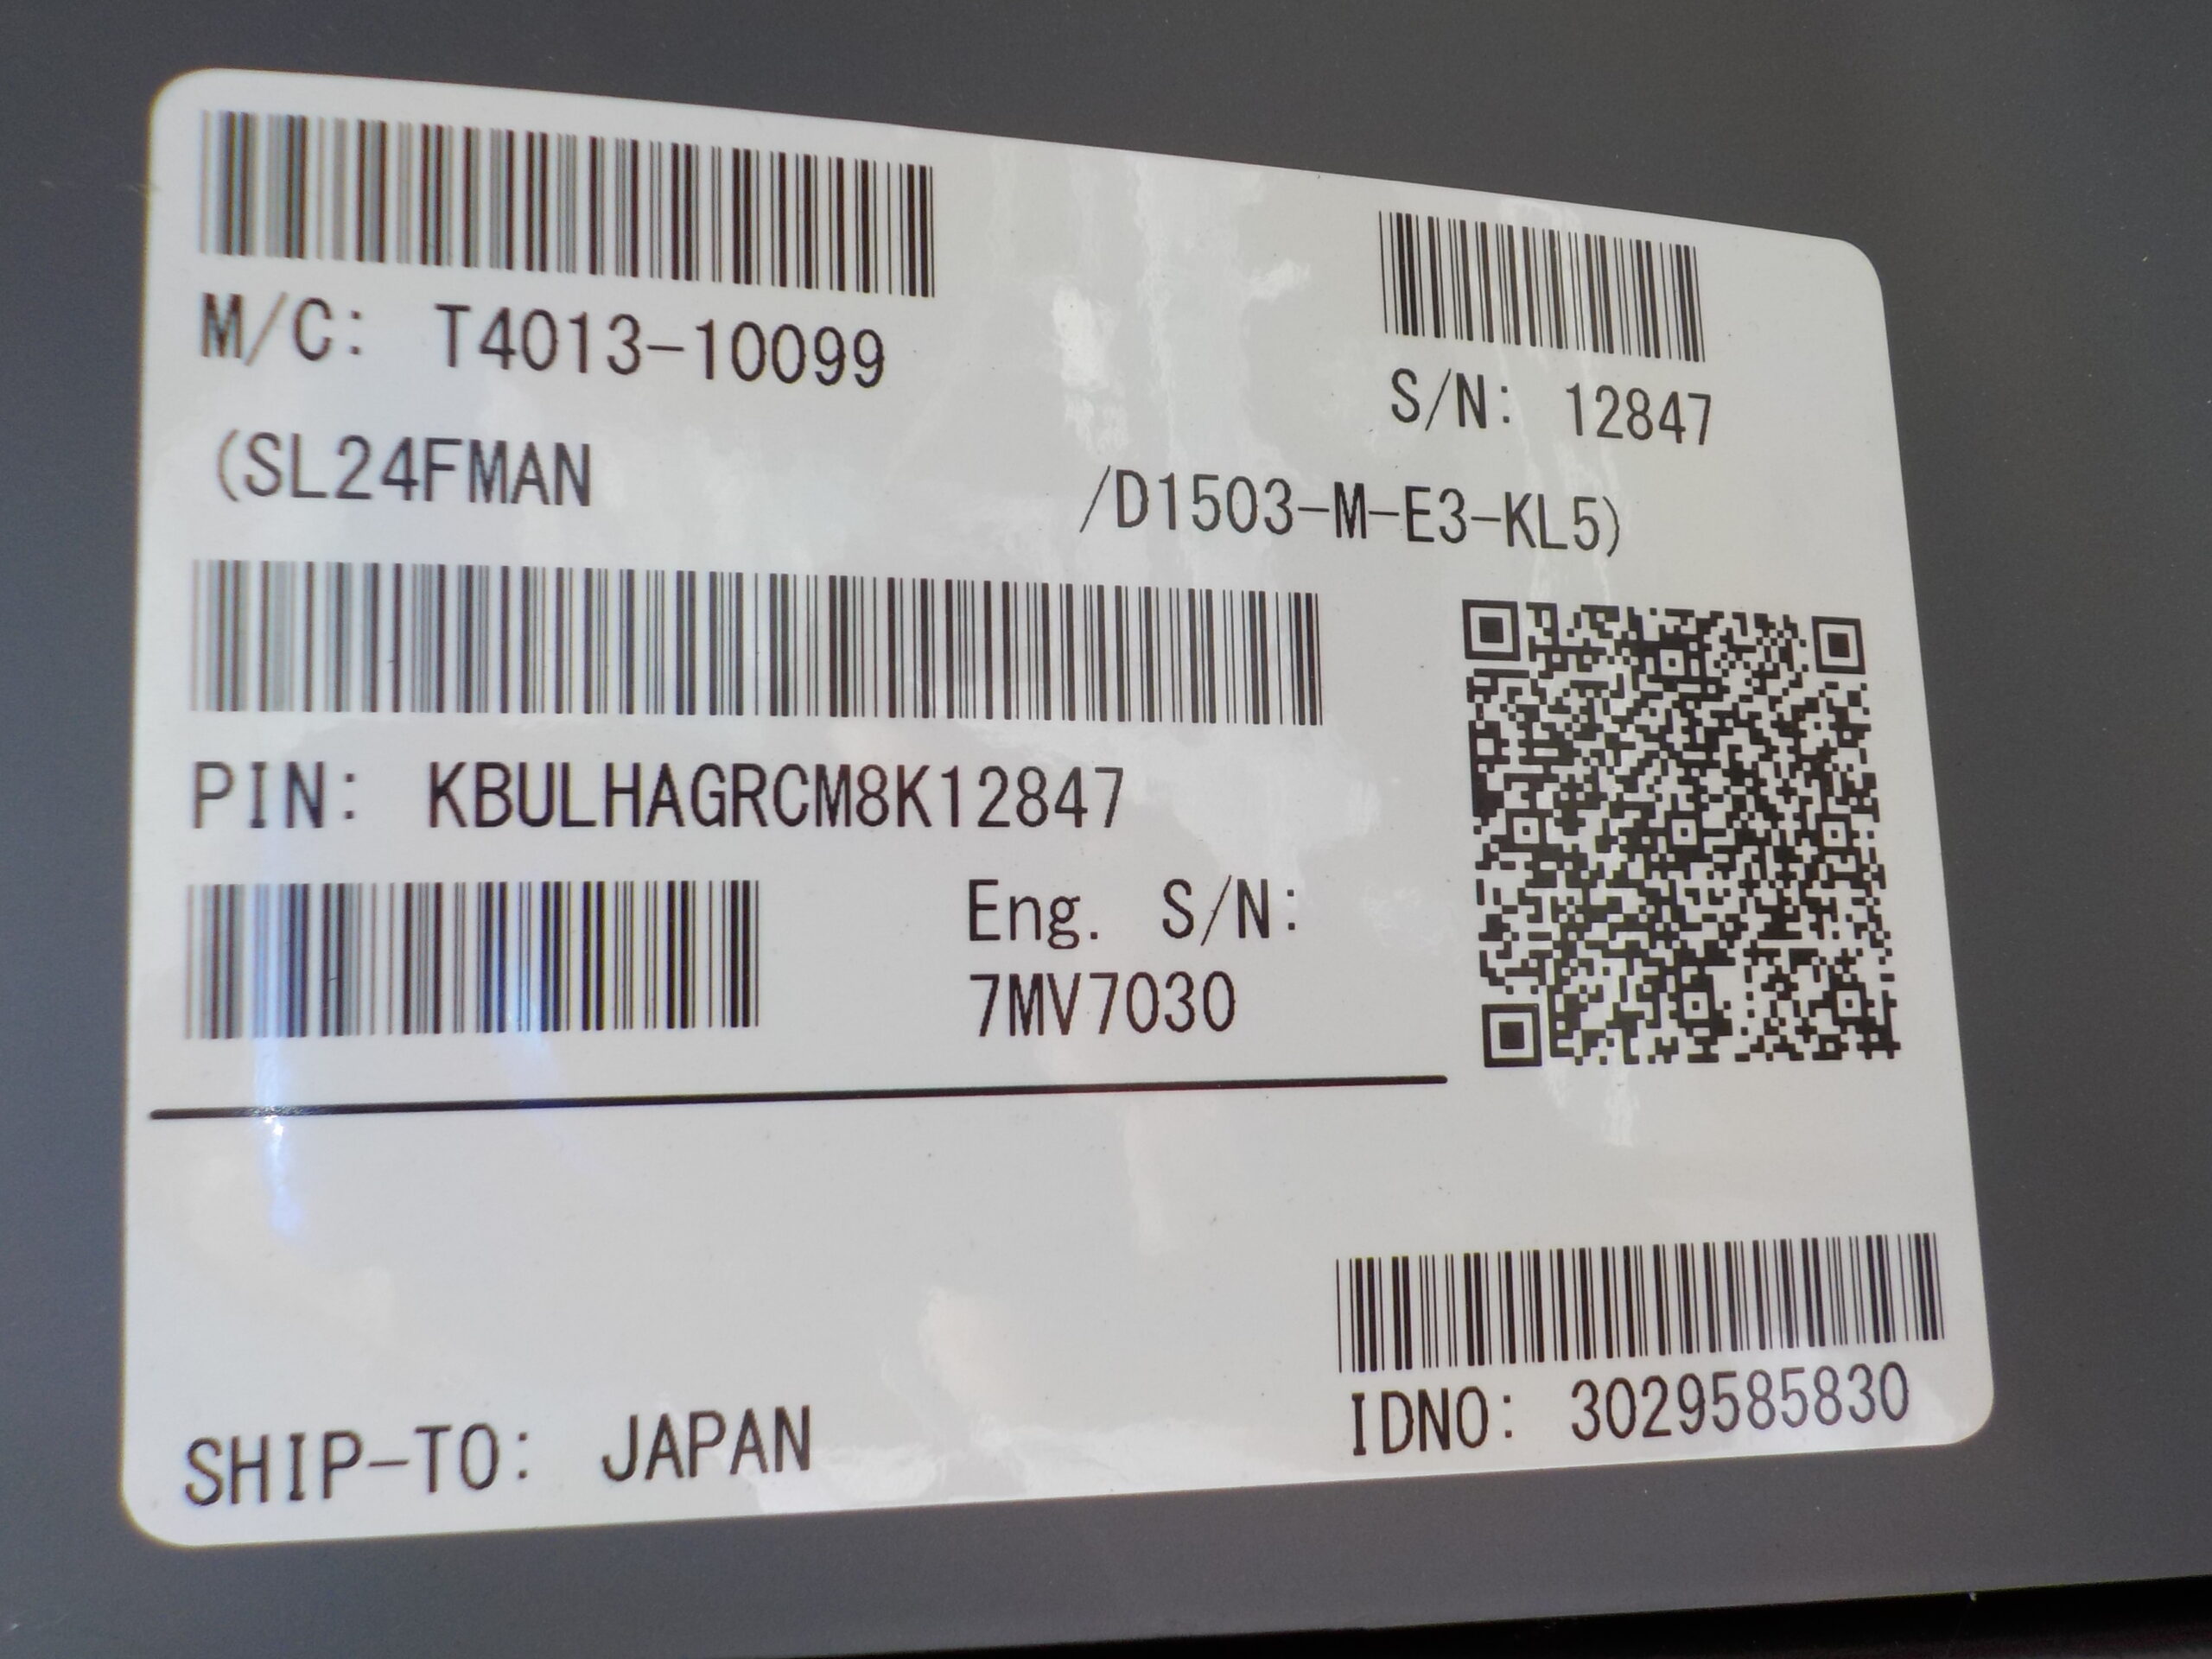 M/C: T4013-10099
S/N: 12847
(SL24FMAN /D1503-M-E3-KL5)
PIN: KBULHAGRCM8K12847
Eng. S/N:
7MV7030
IDNO: 3029585830
SHIP-TO: JAPAN